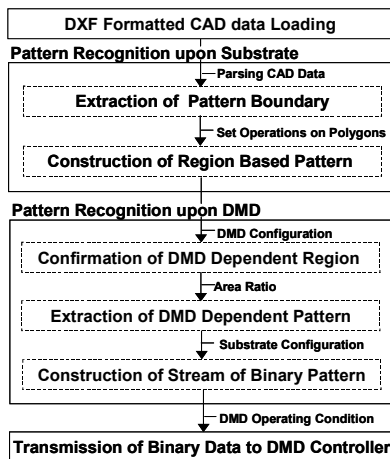 DXF Formatted CAD data Loading
Pattern Recognition upon Substrate
Parsing CAD Data
Extraction of Pattern Boundary
Set Operations on Polygons
Construction of Region Based Pattern
Pattern Recognition upon DMD
DMD Configuration
Confirmation of DMD Dependent Region
Area Ratio
Extraction of DMD Dependent Pattern
Substrate Configuration
Construction of Stream of Binary Pattern
DMD Operating Condition
Transmission of Binary Data to DMD Controller